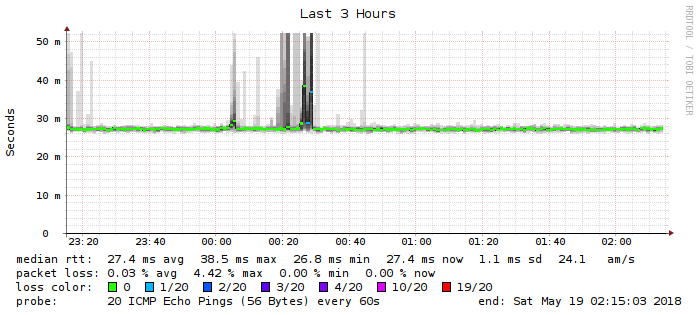 Last 3 Hours
RRDTOOL / TOBI OETIKER
Seconds
50 m
40 m
30 m
20 m
10 m
0
23:20 23:40 00:00 00:20 00:40 01:00 01:20 01:40 02:00
median rtt: 27.4 ms avg 38.5 ms max 26.8 ms min 27.4 ms now 1.1 ms sd 24.1 am/s
packet loss: 0.03 % avg 4.42 % max 0.00 % min 0.00 % now
loss color: 0 1/20 2/20 3/20 4/20 10/20 19/20
probe: 20 ICMP Echo Pings (56 Bytes) every 60s end: Sat May 19 02:15:03 2018